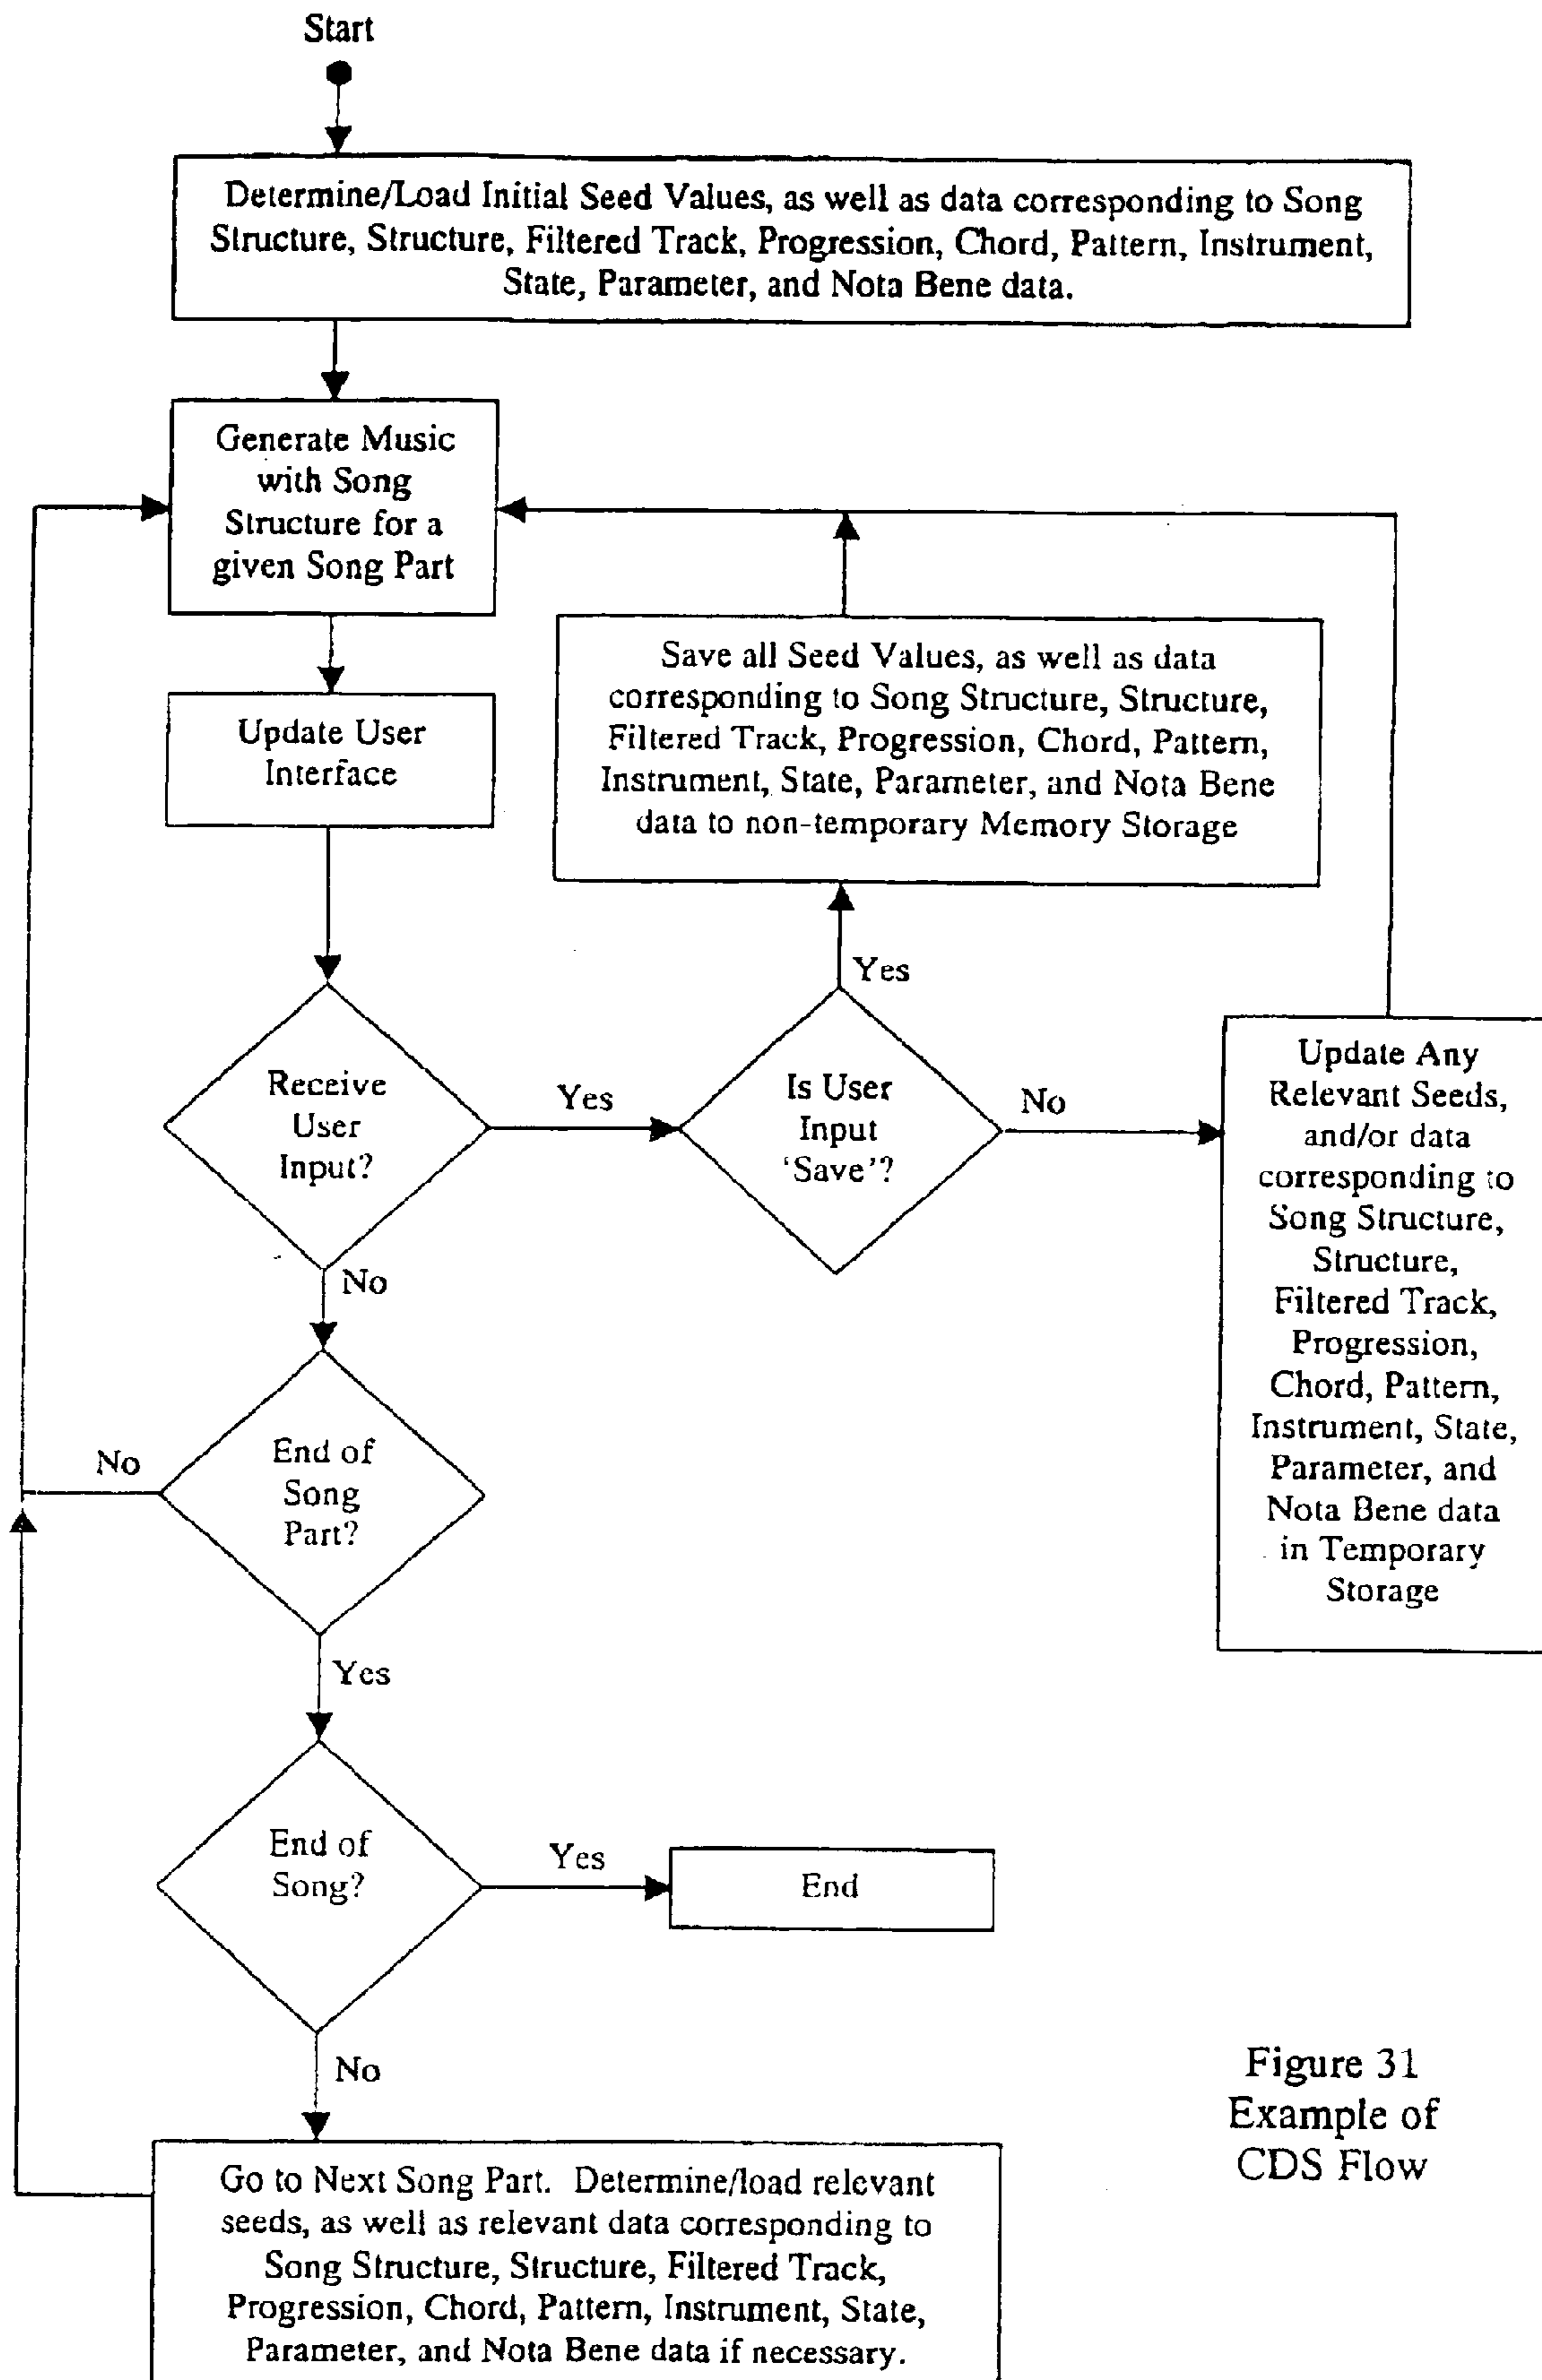 Start
Determine/Load Initial Seed Values, as well as data corresponding to Song
Structure, Structure, Filtered Track, Progression, Chord, Pattern, Instrument,
State, Parameter, and Nota Bene data.
Generate Music
with Song
Structure for a
given Song Part
Update User
Interface
Save all Seed Values, as well as data
corresponding to Song Structure, Structure,
Filtered Track, Progression, Chord, Pattern,
Instrument, State, Parameter, and Nota Bene
data to non-temporary Memory Storage
Yes
Receive
User
Input?
Yes
Is User
Input
‘Save’?
No
Update Any
Relevant Seeds,
and/or data
corresponding to
Song Structure,
Structure,
Filtered Track,
Progression,
Chord, Pattern,
Instrument, State,
Parameter, and
Nota Bene data
in Temporary
Storage
No
No
End of
Song
Part?
Yes
End of
Song?
Yes
End
No
Go to Next Song Part. Determine/load relevant
seeds, as well as relevant data corresponding to
Song Structure, Structure, Filtered Track,
Progression, Chord, Pattern, Instrument, State,
Parameter, and Nota Bene data if necessary.
Figure 31
Example of
CDS Flow